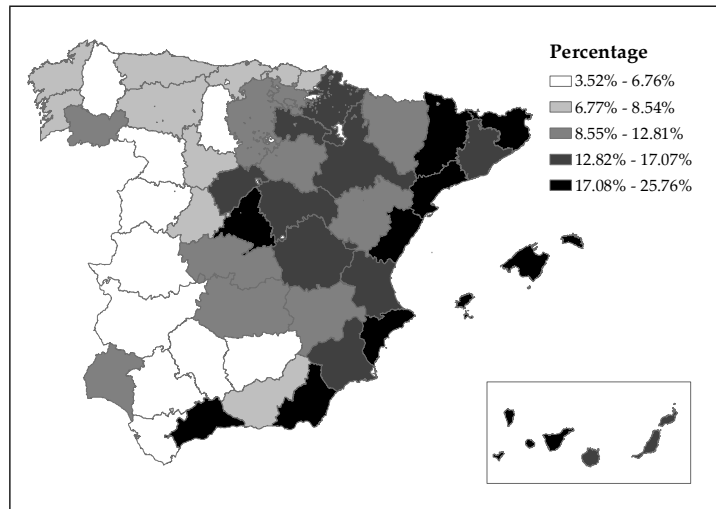 Percentage
3.52% - 6.76%
6.77% - 8.54%
8.55% - 12.81%
12.82% - 17.07%
17.08% - 25.76%